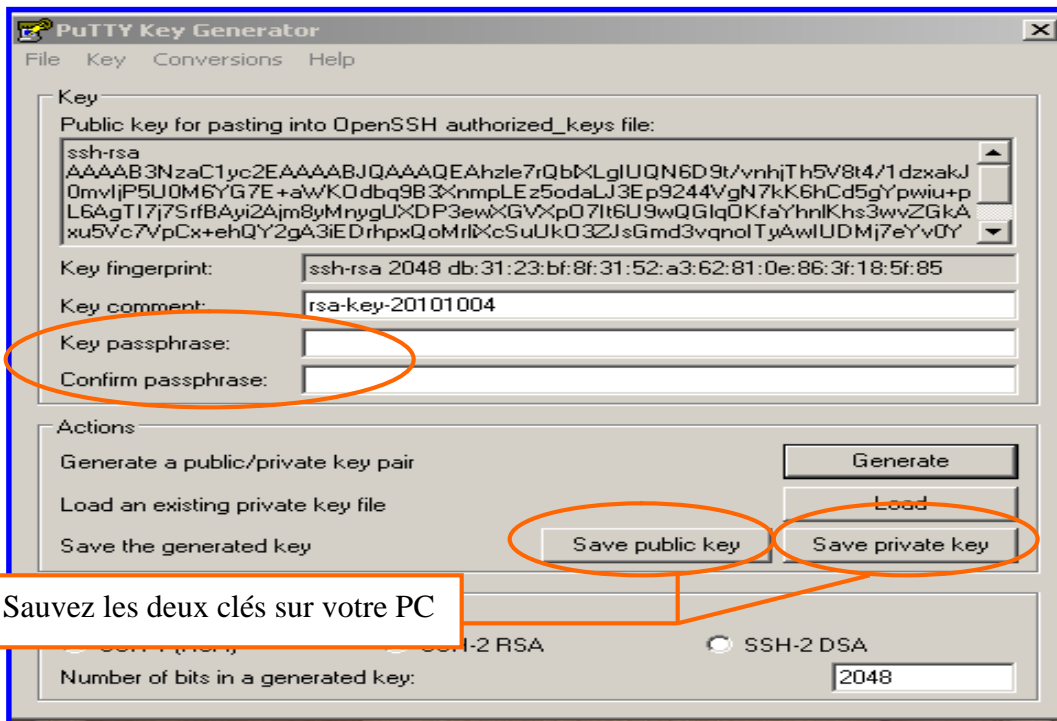 PuTTY Key Generator
File Key Conversions Help
Key
Public key for pasting into OpenSSH authorized_keys file:
ssh-rsa
AAAAB3NzaC1yc2EAAAABJQAAAQEAhzle7rQbXLgIUQN6D9t/vnhjTh5V8t4/1dzxakJ
0mvIjP5U0M6YG7E+aWKOdbq9B3XnmpLEz5odaLJ3Ep9244VgN7kK6hCd5gYpwiu+p
L6AgTI7j7SrfBAyi2Ajm8yMnygUXDP3ewXGVXpO7It6U9wQGIqOKfaYhnIKhs3wvZGkA
xu5Vc7VpCx+ehQY2gA3iEDrhpxQoMrliXcSuUkO3ZJsGmd3vqnoITyAwIUDMj7eYv0Y
Key fingerprint: ssh-rsa 2048 db:31:23:bf:8f:31:52:a3:62:81:0e:86:3f:18:5f:85
Key comment: rsa-key-20101004
Key passphrase:
Confirm passphrase:
Actions
Generate a public/private key pair Generate
Load an existing private key file Load
Save the generated key Save public key Save private key
Sauvez les deux clés sur votre PC
SSH-2 RSA SSH-2 DSA
Number of bits in a generated key: 2048